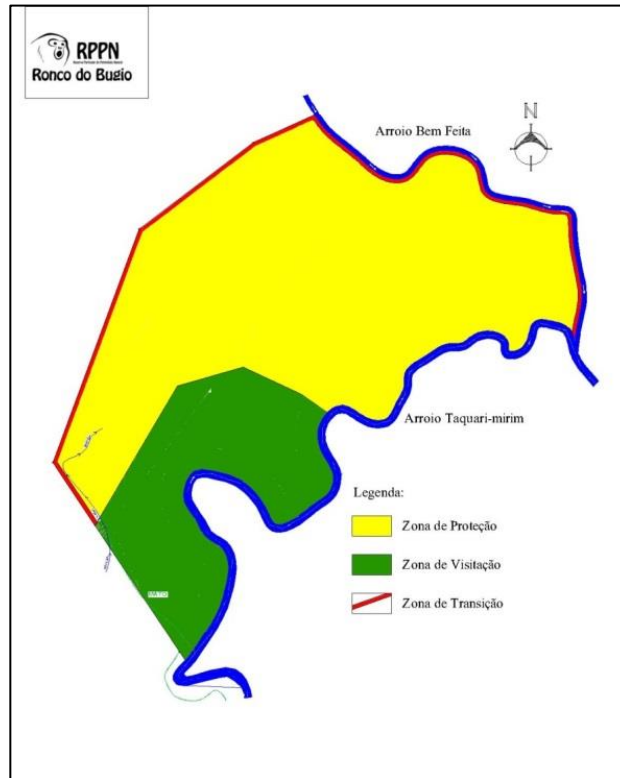 RPPN
Ronco do Bugio
Arroio Bem Feita
N
Arroio Taquari-mirim
Legenda:
Zona de Proteção
Zona de Visitação
Zona de Transição